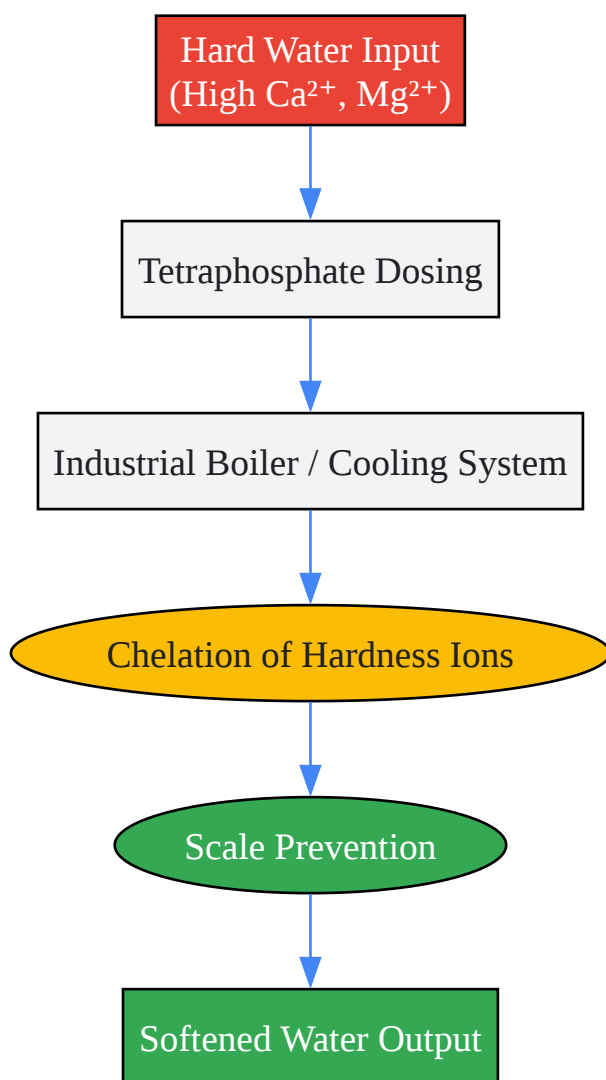 Hard Water Input
(High Ca²⁺, Mg²⁺)
Tetraphosphate Dosing
Industrial Boiler / Cooling System
Chelation of Hardness Ions
Scale Prevention
Softened Water Output